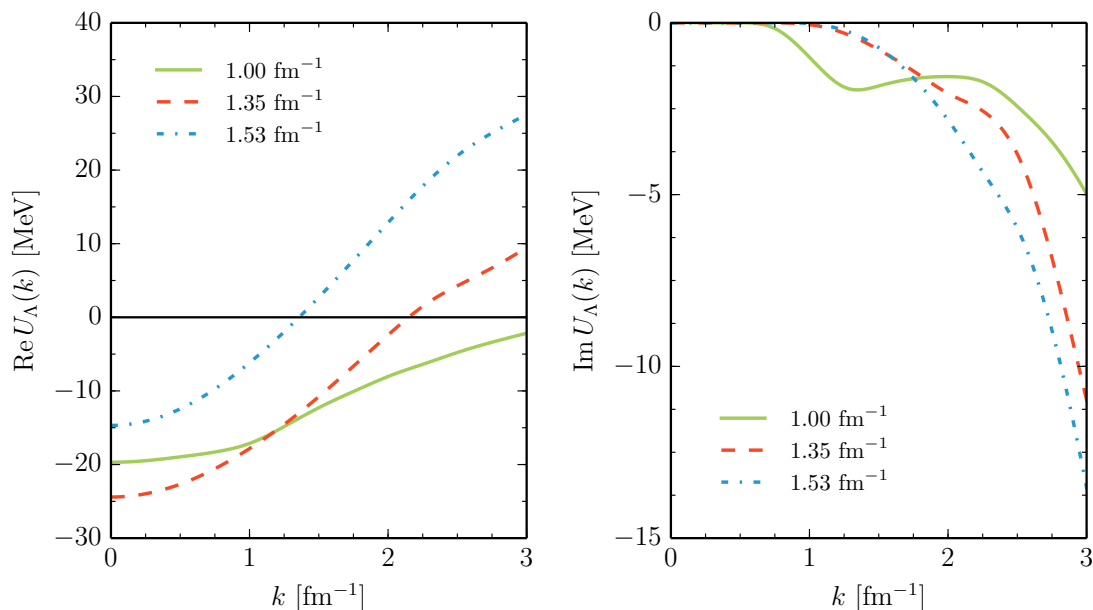 Re U_Λ(k) [MeV]
40
30
20
10
0
−10
−20
−30
1.00 fm⁻¹
1.35 fm⁻¹
1.53 fm⁻¹
0 1 2 3
k [fm⁻¹]
Im U_Λ(k) [MeV]
0
−5
−10
−15
1.00 fm⁻¹
1.35 fm⁻¹
1.53 fm⁻¹
0 1 2 3
k [fm⁻¹]